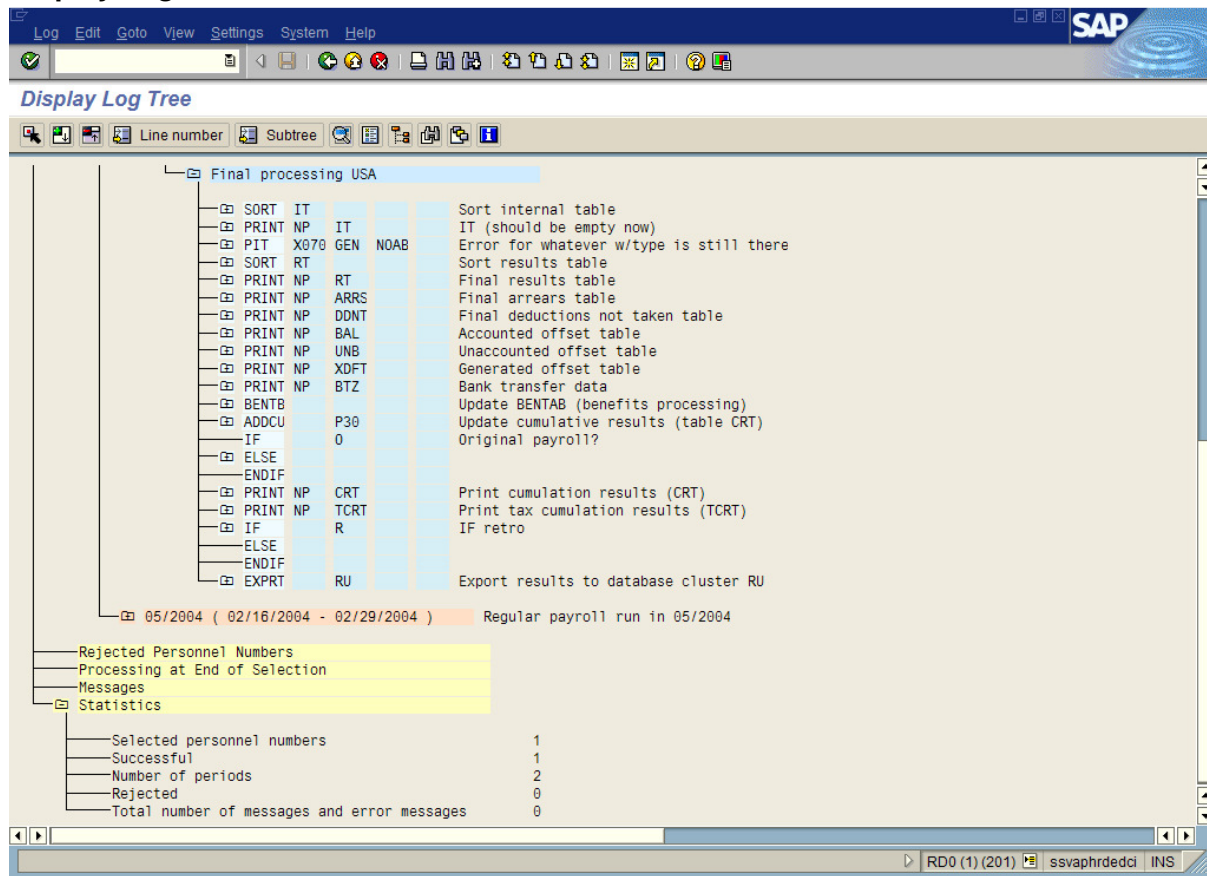 Log Edit Goto View Settings System Help
SAP
Display Log Tree
Line number Subtree
Final processing USA
SORT IT Sort internal table
PRINT NP IT IT (should be empty now)
PIT X070 GEN NOAB Error for whatever w/type is still there
SORT RT Sort results table
PRINT NP RT Final results table
PRINT NP ARRS Final arrears table
PRINT NP DDNT Final deductions not taken table
PRINT NP BAL Accounted offset table
PRINT NP UNB Unaccounted offset table
PRINT NP XDFT Generated offset table
PRINT NP BTZ Bank transfer data
BENTB Update BENTAB (benefits processing)
ADDCU P30 Update cumulative results (table CRT)
IF O Original payroll?
ELSE
ENDIF
PRINT NP CRT Print cumulation results (CRT)
PRINT NP TCRT Print tax cumulation results (TCRT)
IF R IF retro
ELSE
ENDIF
EXPRT RU Export results to database cluster RU
05/2004 ( 02/16/2004 - 02/29/2004 ) Regular payroll run in 05/2004
Rejected Personnel Numbers
Processing at End of Selection
Messages
Statistics
Selected personnel numbers 1
Successful 1
Number of periods 2
Rejected 0
Total number of messages and error messages 0
RD0 (1) (201) ssvaphrdedci INS